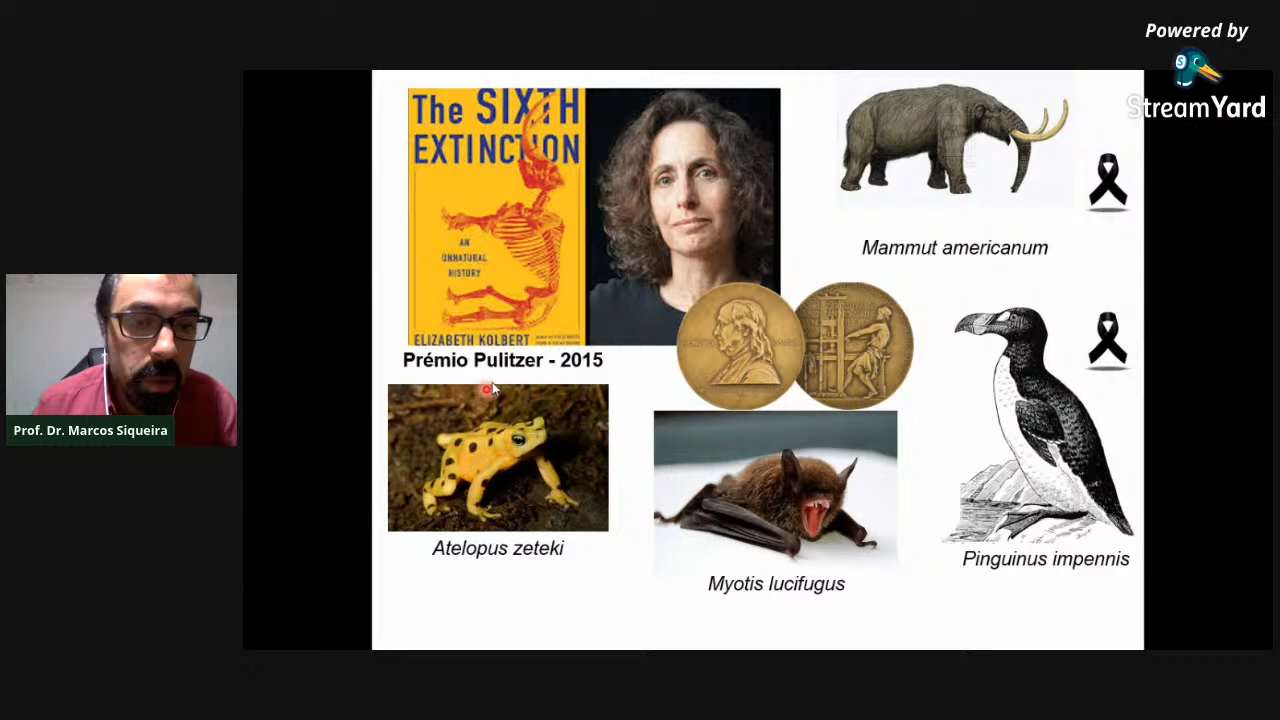 Powered by
StreamYard
The SIXTH
EXTINCTION
AN
UNNATURAL
HISTORY
ELIZABETH KOLBERT
Prémio Pulitzer - 2015
Mammut americanum
Prof. Dr. Marcos Siqueira
Atelopus zeteki
Myotis lucifugus
Pinguinus impennis